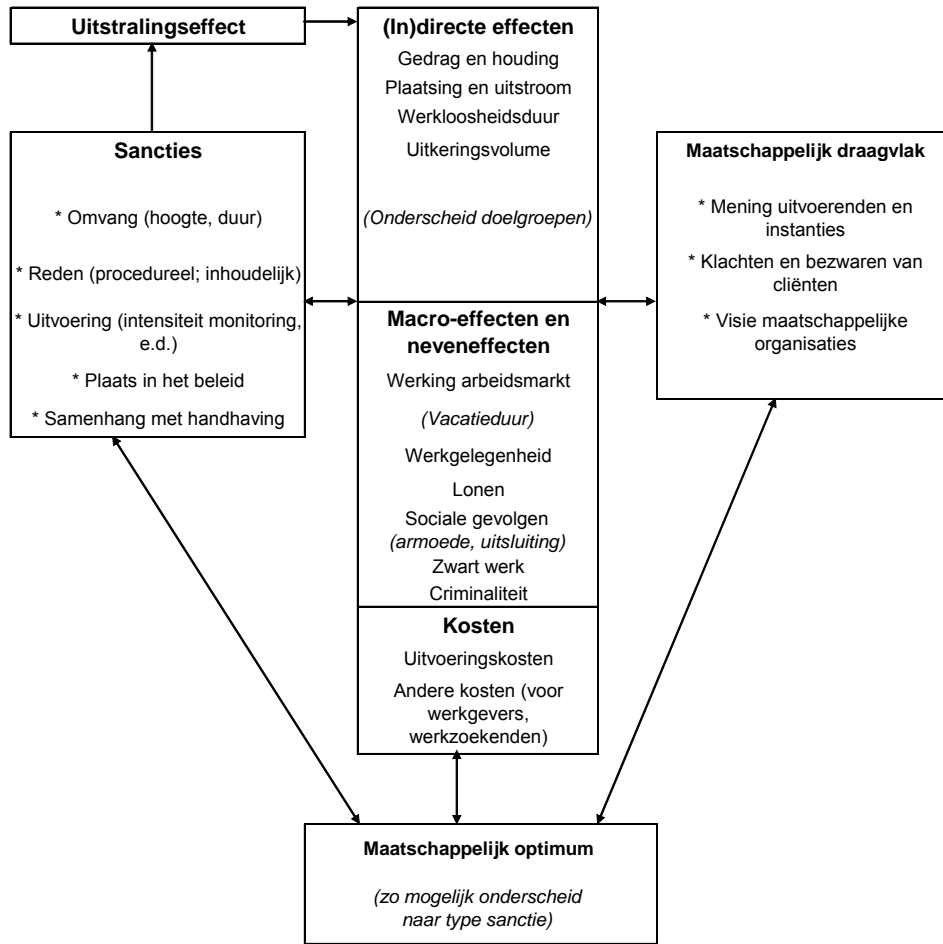 Uitstralingseffect
(In)directe effecten
Gedrag en houding
Plaatsing en uitstroom
Werkloosheidsduur
Uitkeringsvolume
(Onderscheid doelgroepen)
Sancties
* Omvang (hoogte, duur)
* Reden (procedureel; inhoudelijk)
* Uitvoering (intensiteit monitoring,
e.d.)
* Plaats in het beleid
* Samenhang met handhaving
Maatschappelijk draagvlak
* Mening uitvoerenden en
instanties
* Klachten en bezwaren van
cliënten
* Visie maatschappelijke
organisaties
Macro-effecten en
neveneffecten
Werking arbeidsmarkt
(Vacatieduur)
Werkgelegenheid
Lonen
Sociale gevolgen
(armoede, uitsluiting)
Zwart werk
Criminaliteit
Kosten
Uitvoeringskosten
Andere kosten (voor
werkgevers,
werkzoekenden)
Maatschappelijk optimum
(zo mogelijk onderscheid
naar type sanctie)